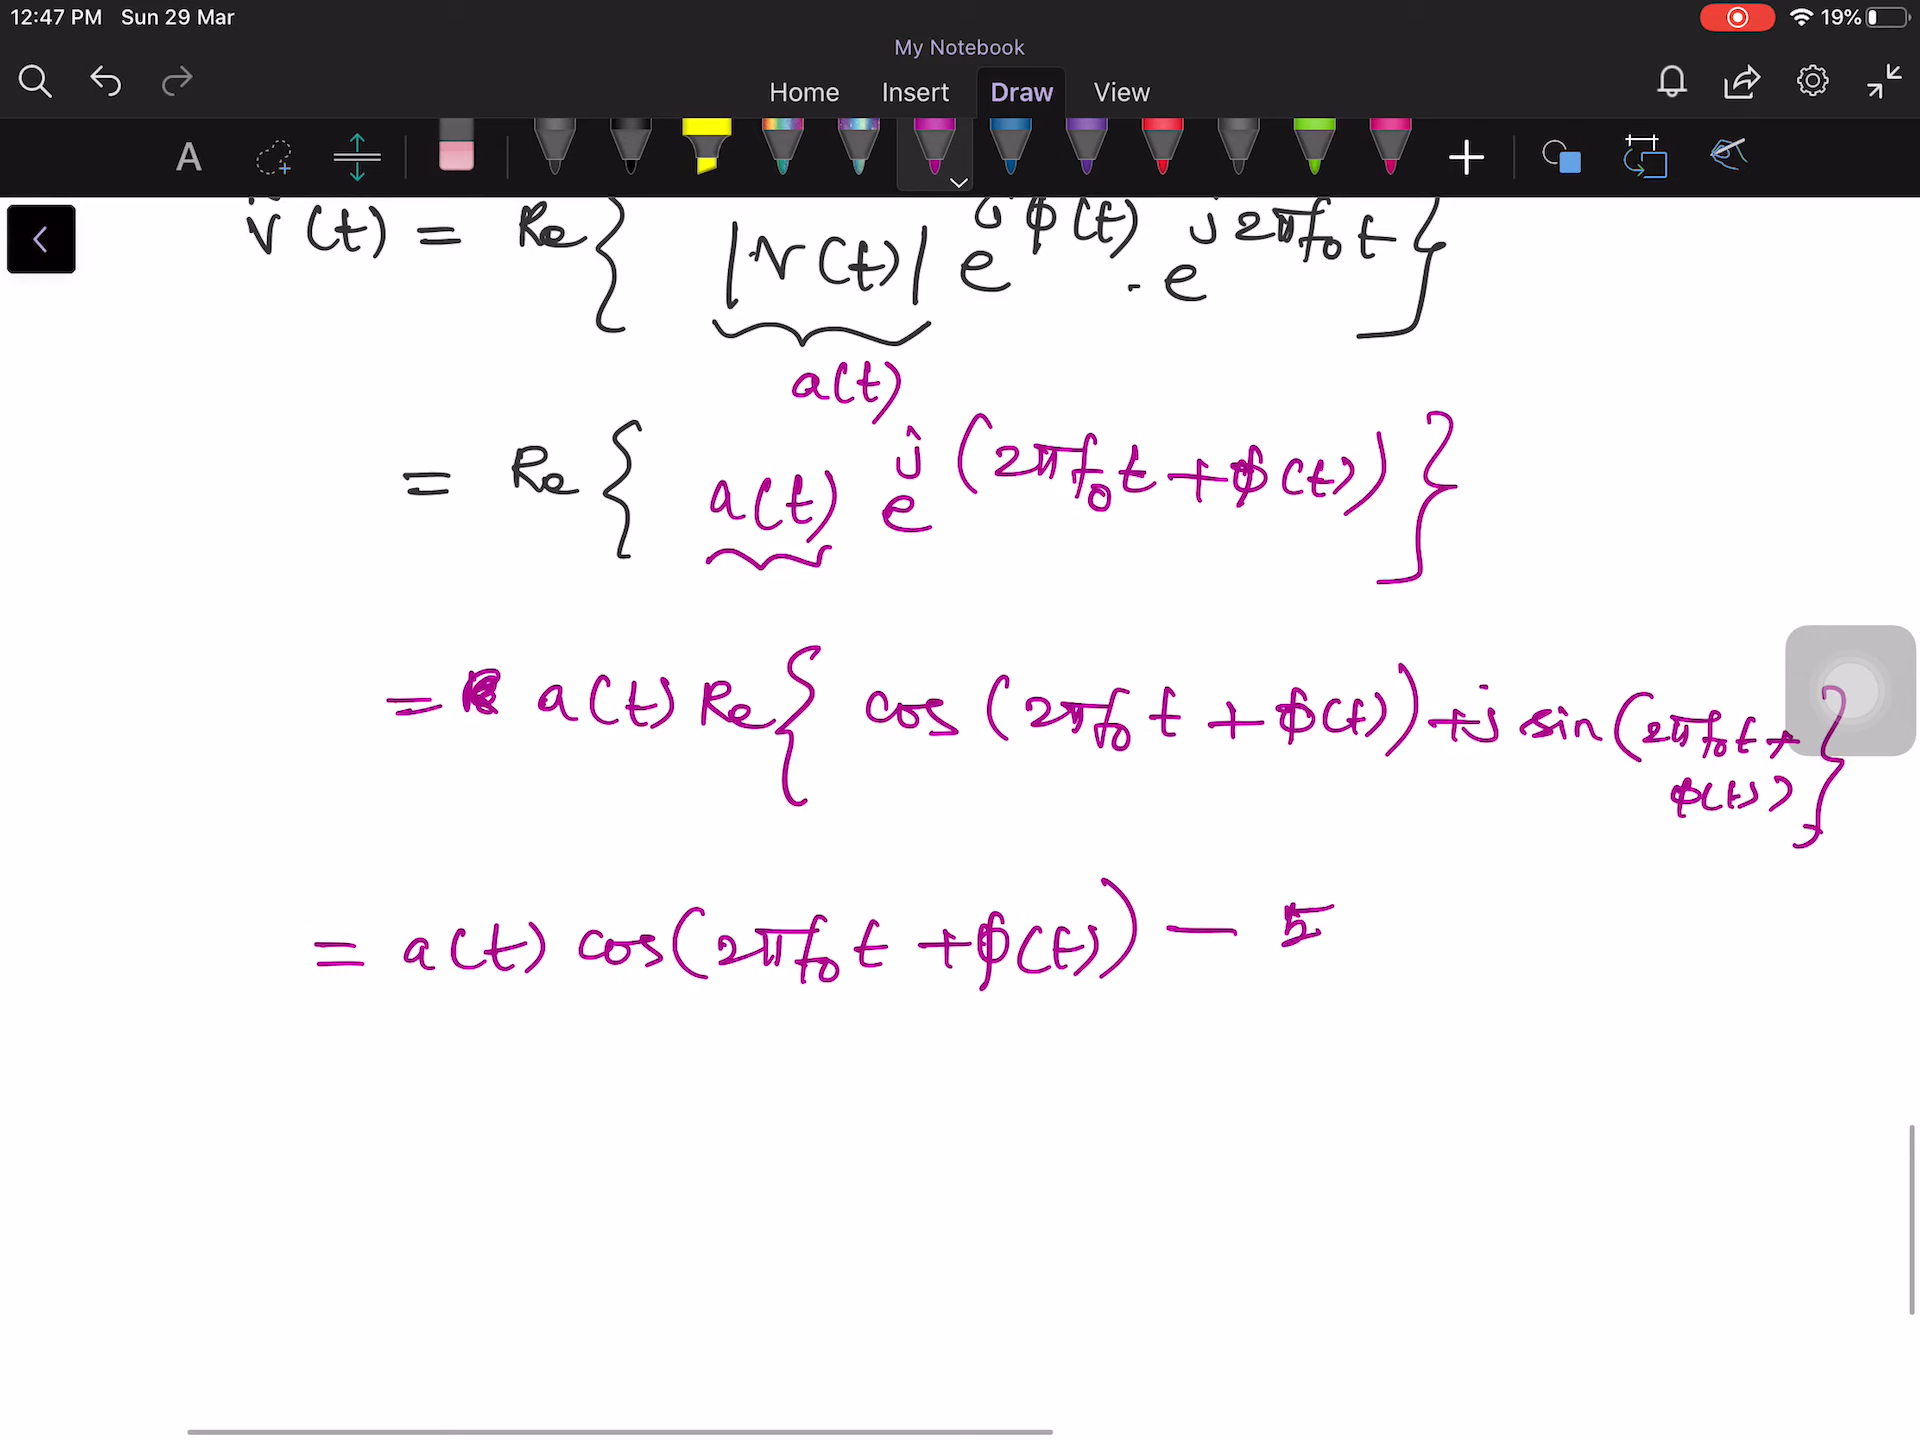 12:47 PM Sun 29 Mar 19%
My Notebook
Home Insert Draw View
A
v(t) = Re{ |v(t)| e^jϕ(t) . e^j2πf₀t }
a(t)
= Re { a(t) e^j(2πf₀t + ϕ(t)) }
= a(t) Re { cos (2πf₀t + ϕ(t)) + j sin (2πf₀t +
ϕ(t)) }
= a(t) cos(2πf₀t + ϕ(t)) — 5